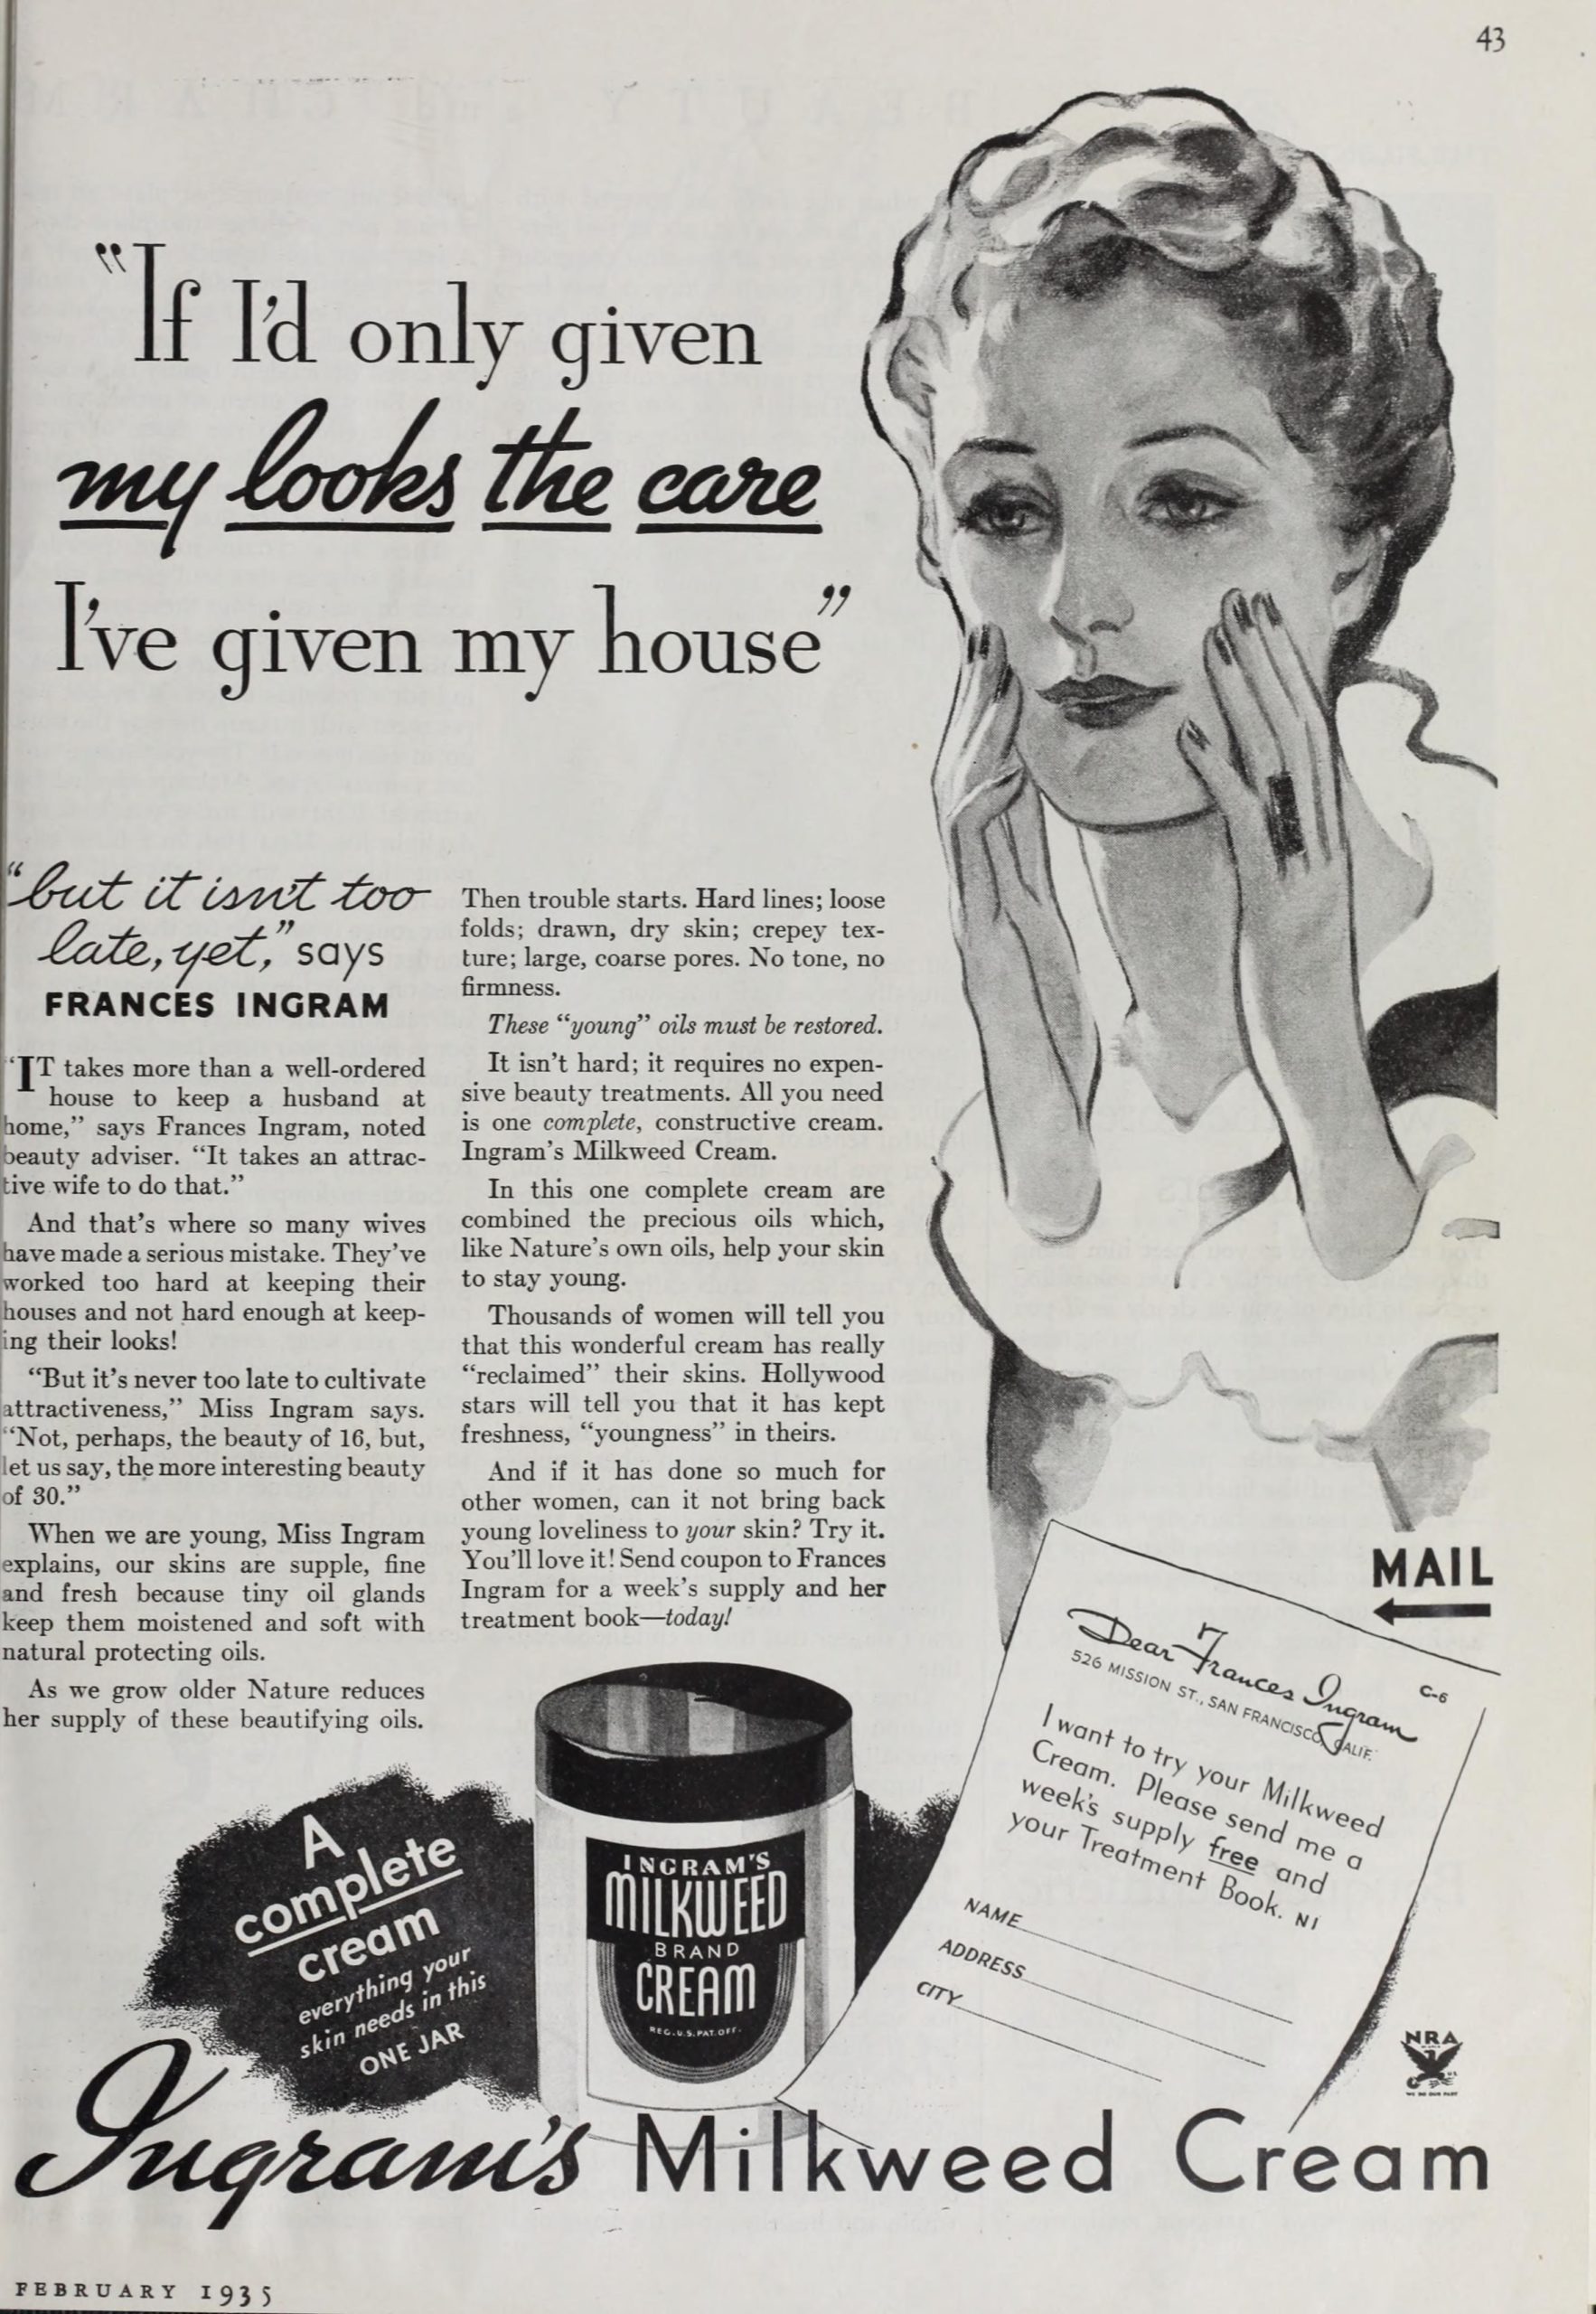 43
"If I'd only given
my looks the care
I've given my house"
"but it isn't too
late, yet," says
FRANCES INGRAM
"IT takes more than a well-ordered
house to keep a husband at
home," says Frances Ingram, noted
beauty adviser. "It takes an attrac-
tive wife to do that."
And that's where so many wives
have made a serious mistake. They've
worked too hard at keeping their
houses and not hard enough at keep-
ing their looks!
"But it's never too late to cultivate
attractiveness," Miss Ingram says.
"Not, perhaps, the beauty of 16, but,
let us say, the more interesting beauty
of 30."
When we are young, Miss Ingram
explains, our skins are supple, fine
and fresh because tiny oil glands
keep them moistened and soft with
natural protecting oils.
As we grow older Nature reduces
her supply of these beautifying oils.
Then trouble starts. Hard lines; loose
folds; drawn, dry skin; crepey tex-
ture; large, coarse pores. No tone, no
firmness.
These "young" oils must be restored.
It isn't hard; it requires no expen-
sive beauty treatments. All you need
is one complete, constructive cream.
Ingram's Milkweed Cream.
In this one complete cream are
combined the precious oils which,
like Nature's own oils, help your skin
to stay young.
Thousands of women will tell you
that this wonderful cream has really
"reclaimed" their skins. Hollywood
stars will tell you that it has kept
freshness, "youngness" in theirs.
And if it has done so much for
other women, can it not bring back
young loveliness to your skin? Try it.
You'll love it! Send coupon to Frances
Ingram for a week's supply and her
treatment book—today!
MAIL
Dear Frances Ingram
C-6
526 MISSION ST., SAN FRANCISCO, CALIF.
I want to try your Milkweed
Cream. Please send me a
week's supply free and
your Treatment Book. N1
NAME
ADDRESS
CITY
A
complete
cream
everything your
skin needs in this
ONE JAR
INGRAM'S
MILKWEED
BRAND
CREAM
REG.U.S.PAT.OFF.
NRA
WE DO OUR PART
Ingram's Milkweed Cream
FEBRUARY 1935